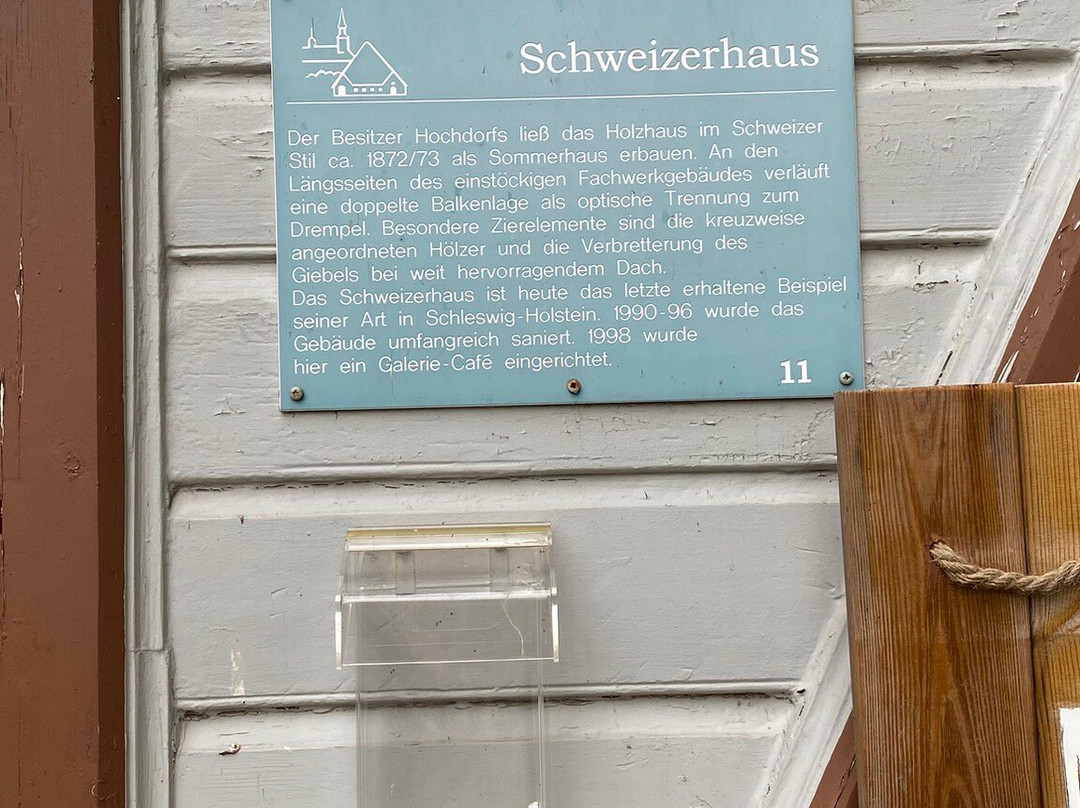 Schweizerhaus
Der Besitzer Hochdorfs ließ das Holzhaus im Schweizer
Stil ca. 1872/73 als Sommerhaus erbauen. An den
Längsseiten des einstöckigen Fachwerkgebäudes verläuft
eine doppelte Balkenlage als optische Trennung zum
Drempel. Besondere Zierelemente sind die kreuzweise
angeordneten Hölzer und die Verbretterung des
Giebels bei weit hervorragendem Dach.
Das Schweizerhaus ist heute das letzte erhaltene Beispiel
seiner Art in Schleswig-Holstein. 1990-96 wurde das
Gebäude umfangreich saniert. 1998 wurde
hier ein Galerie-Café eingerichtet.
11